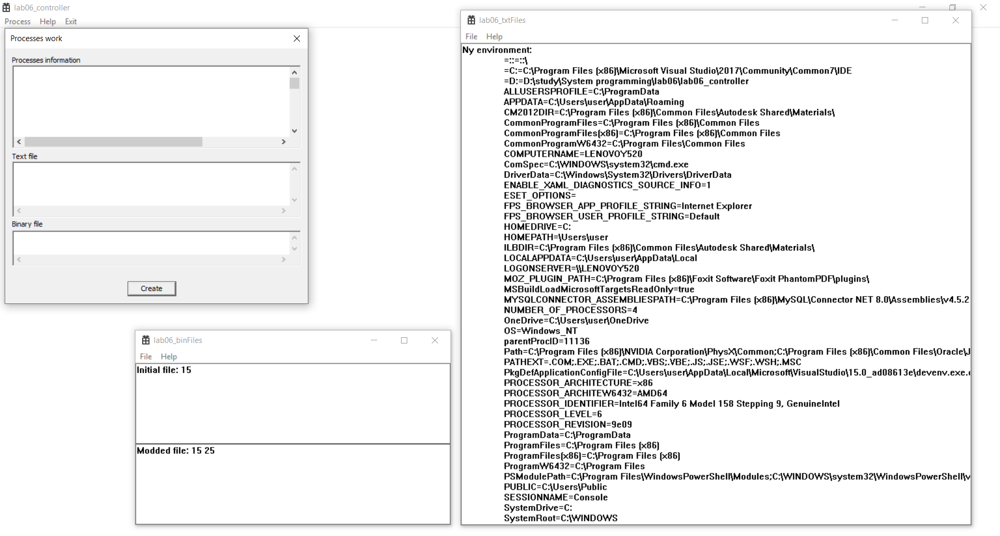 lab06_controller
Process Help Exit
Processes work
Processes information
Text file
Binary file
Create
lab06_binFiles
File Help
Initial file: 15
Modded file: 15 25
lab06_txtFiles
File Help
Ny environment:
=::=::\
=C:=C:\Program Files (x86)\Microsoft Visual Studio\2017\Community\Common7\IDE
=D:=D:\study\System programming\lab06\lab06_controller
ALLUSERSPROFILE=C:\ProgramData
APPDATA=C:\Users\user\AppData\Roaming
CM2012DIR=C:\Program Files (x86)\Common Files\Autodesk Shared\Materials\
CommonProgramFiles=C:\Program Files (x86)\Common Files
CommonProgramFiles(x86)=C:\Program Files (x86)\Common Files
CommonProgramW6432=C:\Program Files\Common Files
COMPUTERNAME=LENOVOY520
ComSpec=C:\WINDOWS\system32\cmd.exe
DriverData=C:\Windows\System32\Drivers\DriverData
ENABLE_XAML_DIAGNOSTICS_SOURCE_INFO=1
ESET_OPTIONS=
FPS_BROWSER_APP_PROFILE_STRING=Internet Explorer
FPS_BROWSER_USER_PROFILE_STRING=Default
HOMEDRIVE=C:
HOMEPATH=\Users\user
ILBDIR=C:\Program Files (x86)\Common Files\Autodesk Shared\Materials\
LOCALAPPDATA=C:\Users\user\AppData\Local
LOGONSERVER=\\LENOVOY520
MOZ_PLUGIN_PATH=C:\Program Files (x86)\Foxit Software\Foxit PhantomPDF\plugins\
MSBuildLoadMicrosoftTargetsReadOnly=true
MYSQLCONNECTOR_ASSEMBLIESPATH=C:\Program Files (x86)\MySQL\Connector NET 8.0\Assemblies\v4.5.2
NUMBER_OF_PROCESSORS=4
OneDrive=C:\Users\user\OneDrive
OS=Windows_NT
parentProcID=11136
Path=C:\Program Files (x86)\NVIDIA Corporation\PhysX\Common;C:\Program Files (x86)\Common Files\Oracle\J
PATHEXT=.COM;.EXE;.BAT;.CMD;.VBS;.VBE;.JS;.JSE;.WSF;.WSH;.MSC
PkgDefApplicationConfigFile=C:\Users\user\AppData\Local\Microsoft\VisualStudio\15.0_ad08613e\devenv.exe.
PROCESSOR_ARCHITECTURE=x86
PROCESSOR_ARCHITEW6432=AMD64
PROCESSOR_IDENTIFIER=Intel64 Family 6 Model 158 Stepping 9, GenuineIntel
PROCESSOR_LEVEL=6
PROCESSOR_REVISION=9e09
ProgramData=C:\ProgramData
ProgramFiles=C:\Program Files (x86)
ProgramFiles(x86)=C:\Program Files (x86)
ProgramW6432=C:\Program Files
PSModulePath=C:\Program Files\WindowsPowerShell\Modules;C:\WINDOWS\system32\WindowsPowerShell\v
PUBLIC=C:\Users\Public
SESSIONNAME=Console
SystemDrive=C:
SystemRoot=C:\WINDOWS